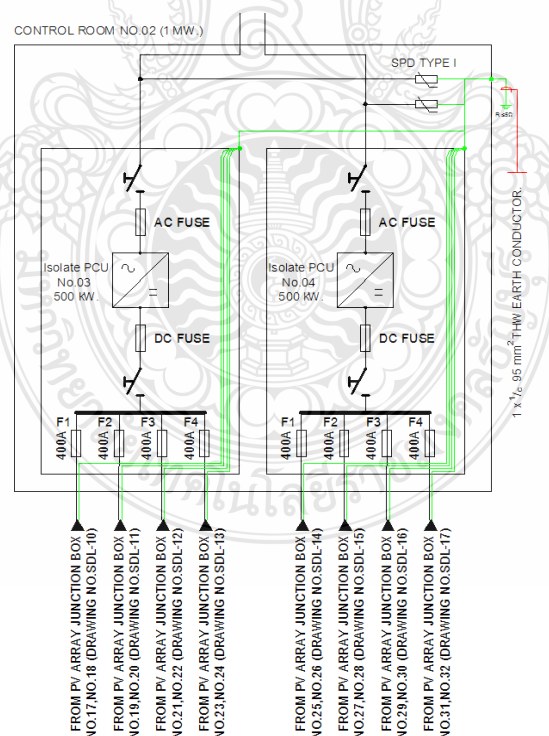 CONTROL ROOM NO.02 (1 MW.)
SPD TYPE I
R≤5Ω
1 x 1/c 95 mm² THW EARTH CONDUCTOR.
AC FUSE
AC FUSE
Isolate PCU
No.03
500 kW.
Isolate PCU
No.04
500 kW.
DC FUSE
DC FUSE
F1
400A
F2
400A
F3
400A
F4
400A
F1
400A
F2
400A
F3
400A
F4
400A
FROM PV ARRAY JUNCTION BOX
NO.17,NO.18 (DRAWING NO.SDL-10)
FROM PV ARRAY JUNCTION BOX
NO.19,NO.20 (DRAWING NO.SDL-11)
FROM PV ARRAY JUNCTION BOX
NO.21,NO.22 (DRAWING NO.SDL-12)
FROM PV ARRAY JUNCTION BOX
NO.23,NO.24 (DRAWING NO.SDL-13)
FROM PV ARRAY JUNCTION BOX
NO.25,NO.26 (DRAWING NO.SDL-14)
FROM PV ARRAY JUNCTION BOX
NO.27,NO.28 (DRAWING NO.SDL-15)
FROM PV ARRAY JUNCTION BOX
NO.29,NO.30 (DRAWING NO.SDL-16)
FROM PV ARRAY JUNCTION BOX
NO.31,NO.32 (DRAWING NO.SDL-17)